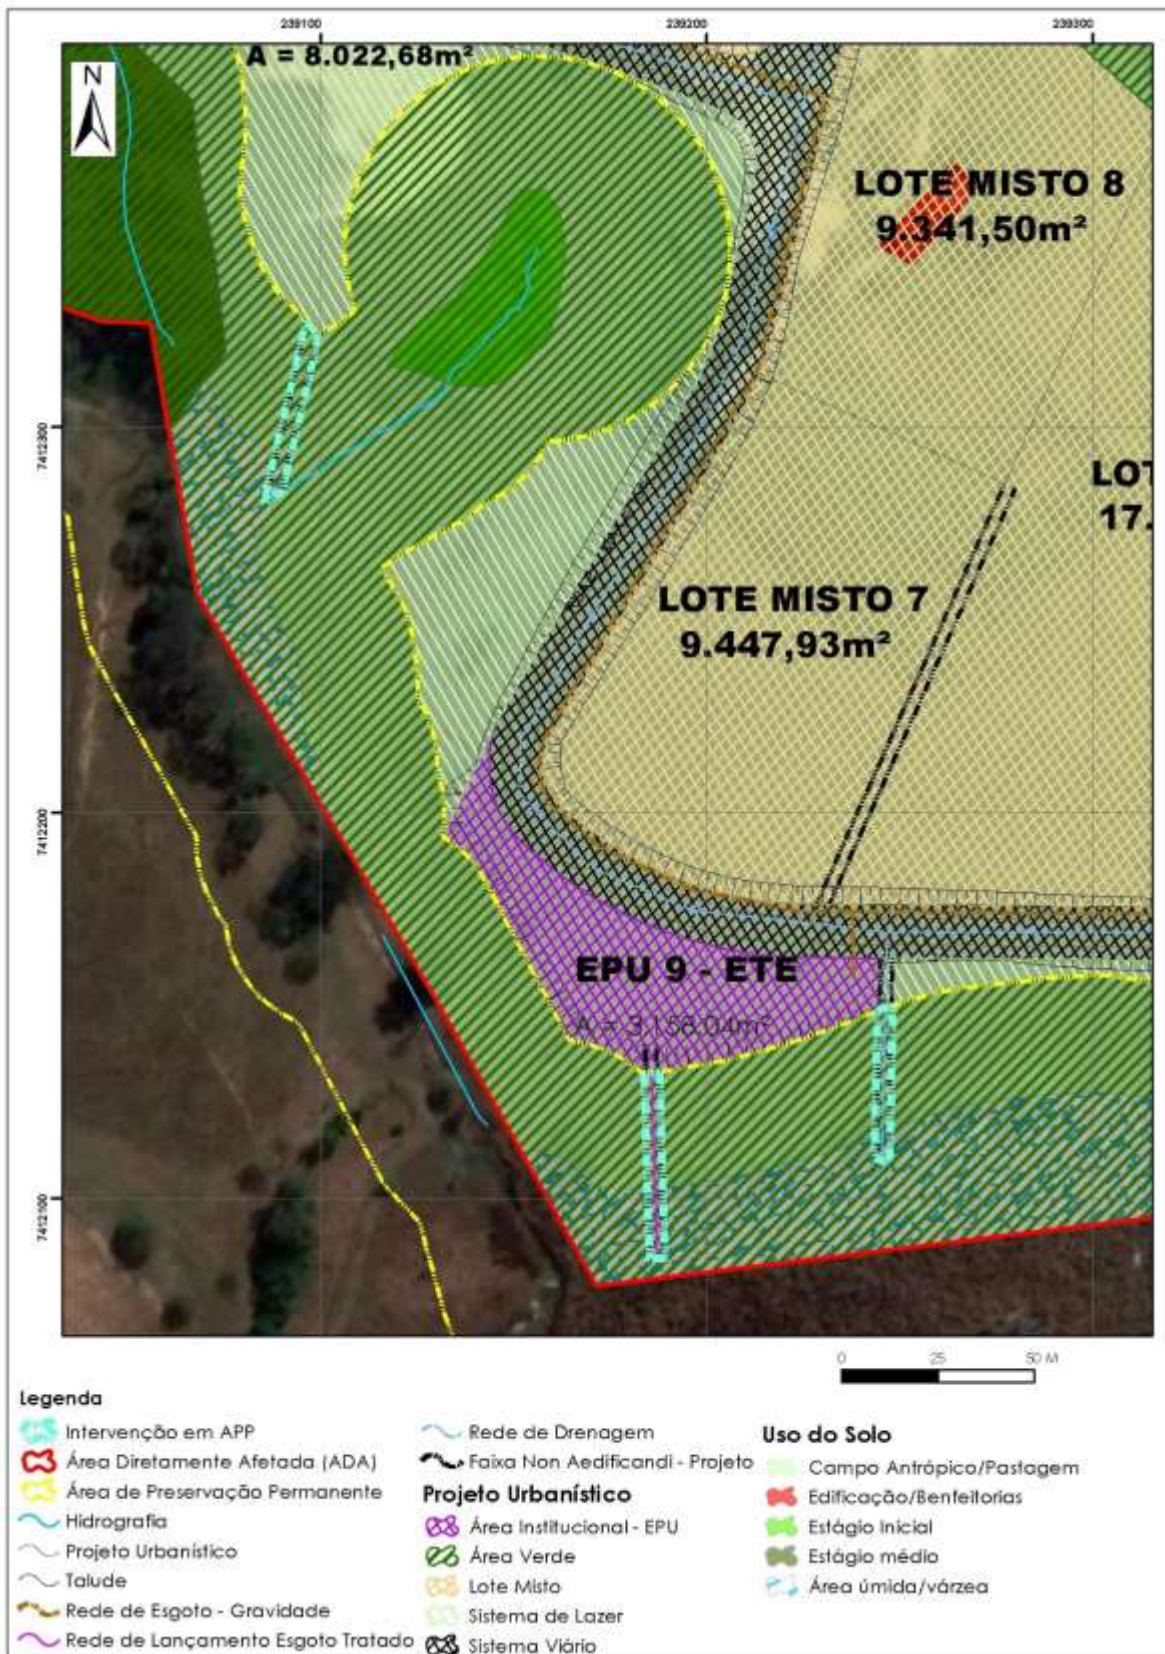 239100
239200
239300
A = 8.022,68m²
N
LOTE MISTO 8
9.341,50m²
7412300
LOT
17.
LOTE MISTO 7
9.447,93m²
7412200
EPU 9 - ETE
A = 3.158,04m²
7412100
0 25 50 M
Legenda
Intervenção em APP
Área Diretamente Afetada (ADA)
Área de Preservação Permanente
Hidrografia
Projeto Urbanístico
Talude
Rede de Esgoto - Gravidade
Rede de Lançamento Esgoto Tratado
Rede de Drenagem
Faixa Non Aedificandi - Projeto
Projeto Urbanístico
Área Institucional - EPU
Área Verde
Lote Misto
Sistema de Lazer
Sistema Viário
Uso do Solo
Campo Antrópico/Pastagem
Edificação/Benfeitorias
Estágio Inicial
Estágio médio
Área úmida/várzea